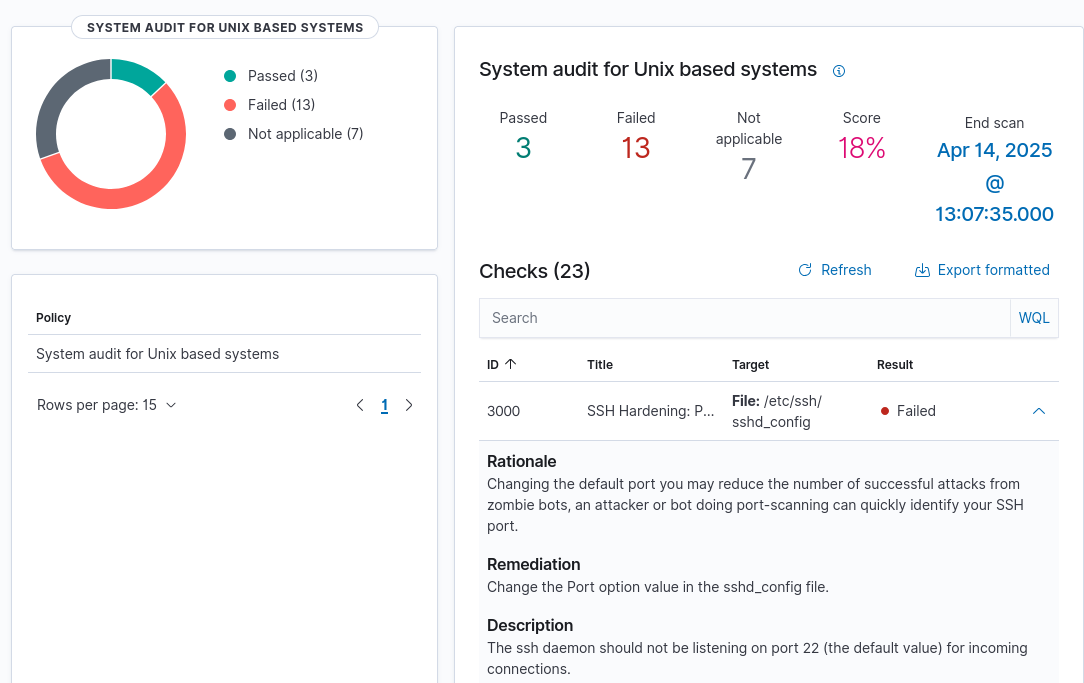 SYSTEM AUDIT FOR UNIX BASED SYSTEMS
Passed (3)
Failed (13)
Not applicable (7)
Policy
System audit for Unix based systems
Rows per page: 15
1
System audit for Unix based systems
Passed
3
Failed
13
Not
applicable
7
Score
18%
End scan
Apr 14, 2025
@
13:07:35.000
Checks (23)
Refresh
Export formatted
Search
WQL
ID
Title
Target
Result
3000
SSH Hardening: P...
File: /etc/ssh/
sshd_config
Failed
Rationale
Changing the default port you may reduce the number of successful attacks from
zombie bots, an attacker or bot doing port-scanning can quickly identify your SSH
port.
Remediation
Change the Port option value in the sshd_config file.
Description
The ssh daemon should not be listening on port 22 (the default value) for incoming
connections.